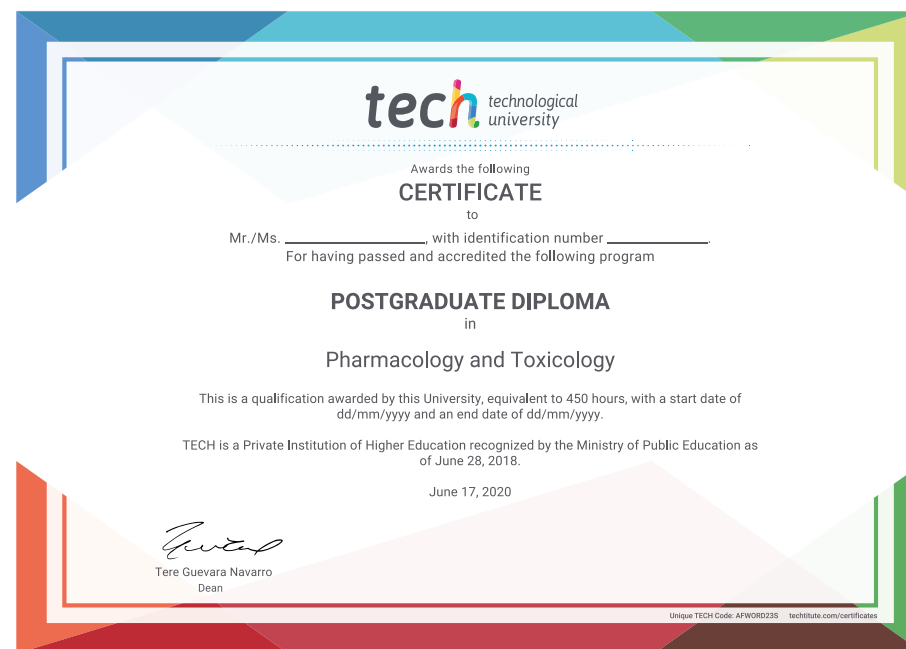 tech technological
university
Awards the following
CERTIFICATE
to
Mr./Ms. ____________________, with identification number ______________.
For having passed and accredited the following program
POSTGRADUATE DIPLOMA
in
Pharmacology and Toxicology
This is a qualification awarded by this University, equivalent to 450 hours, with a start date of
dd/mm/yyyy and an end date of dd/mm/yyyy.
TECH is a Private Institution of Higher Education recognized by the Ministry of Public Education as
of June 28, 2018.
June 17, 2020
Tere Guevara Navarro
Dean
Unique TECH Code: AFWORD23S techtitute.com/certificates